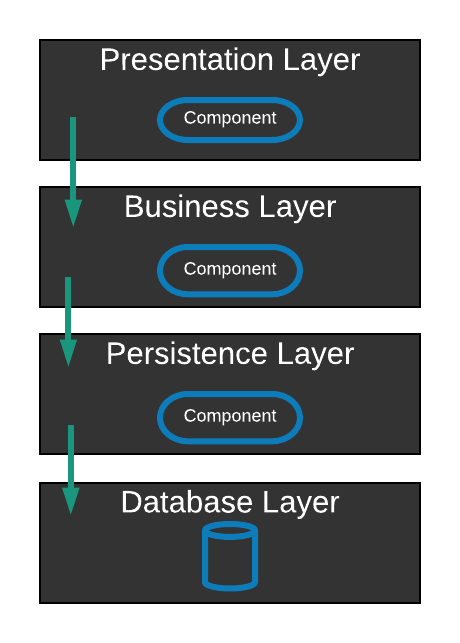 Presentation Layer
Component
Business Layer
Component
Persistence Layer
Component
Database Layer